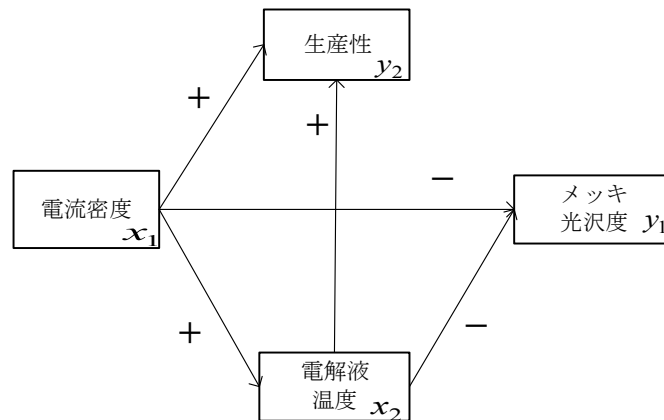 生産性
y₂
+
+
電流密度
x₁
−
メッキ
光沢度 y₁
+
−
電解液
温度 x₂